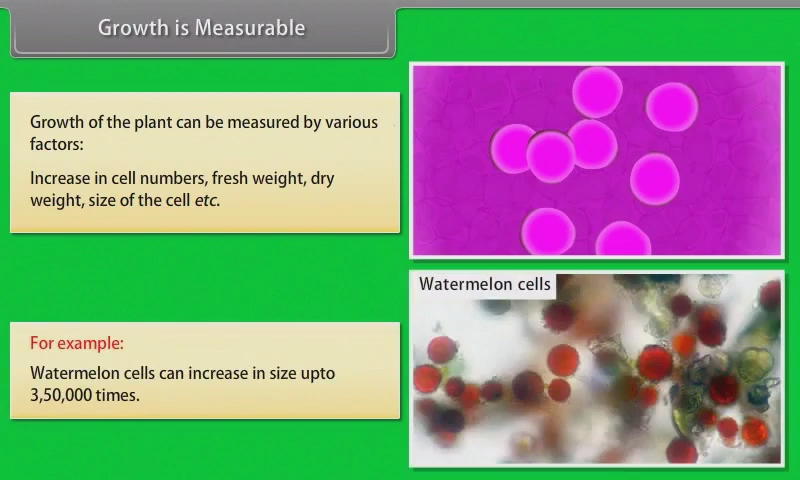 Growth is Measurable
Growth of the plant can be measured by various
factors:
Increase in cell numbers, fresh weight, dry
weight, size of the cell etc.
For example:
Watermelon cells can increase in size upto
3,50,000 times.
Watermelon cells